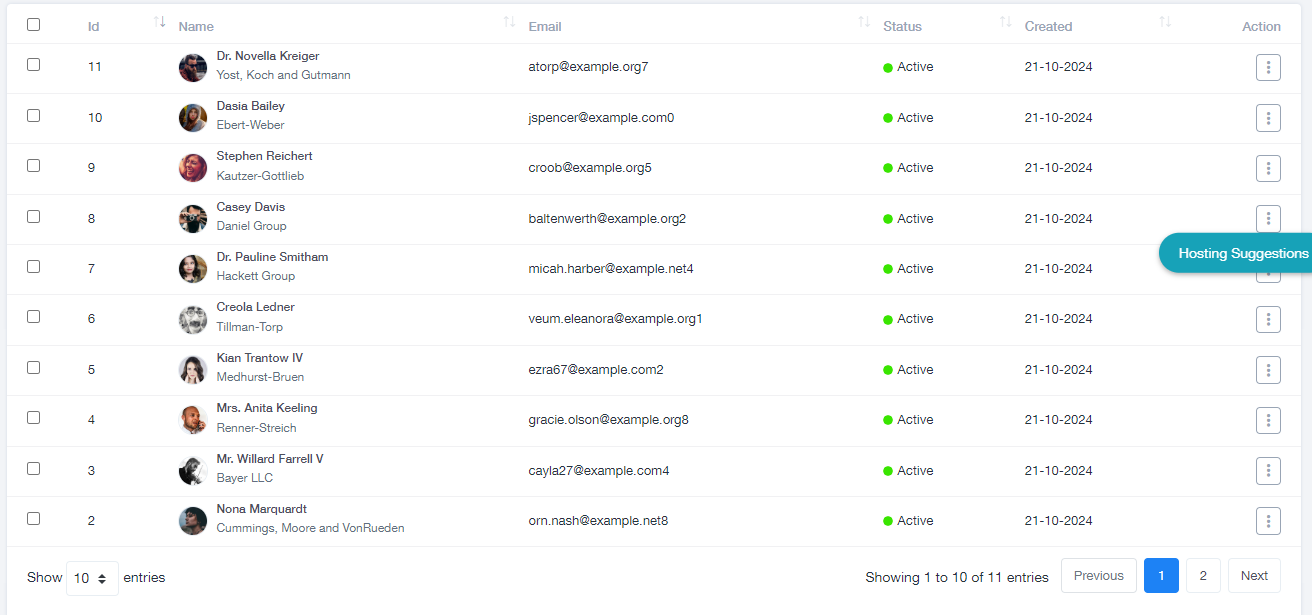 Id Name Email Status Created Action
11 Dr. Novella Kreiger atorp@example.org7 Active 21-10-2024
Yost, Koch and Gutmann
10 Dasia Bailey jspencer@example.com0 Active 21-10-2024
Ebert-Weber
9 Stephen Reichert croob@example.org5 Active 21-10-2024
Kautzer-Gottlieb
8 Casey Davis baltenwerth@example.org2 Active 21-10-2024
Daniel Group
Hosting Suggestions
7 Dr. Pauline Smitham micah.harber@example.net4 Active 21-10-2024
Hackett Group
6 Creola Ledner veum.eleanora@example.org1 Active 21-10-2024
Tillman-Torp
5 Kian Trantow IV ezra67@example.com2 Active 21-10-2024
Medhurst-Bruen
4 Mrs. Anita Keeling gracie.olson@example.org8 Active 21-10-2024
Renner-Streich
3 Mr. Willard Farrell V cayla27@example.com4 Active 21-10-2024
Bayer LLC
2 Nona Marquardt orn.nash@example.net8 Active 21-10-2024
Cummings, Moore and VonRueden
Show 10 entries Showing 1 to 10 of 11 entries Previous 1 2 Next